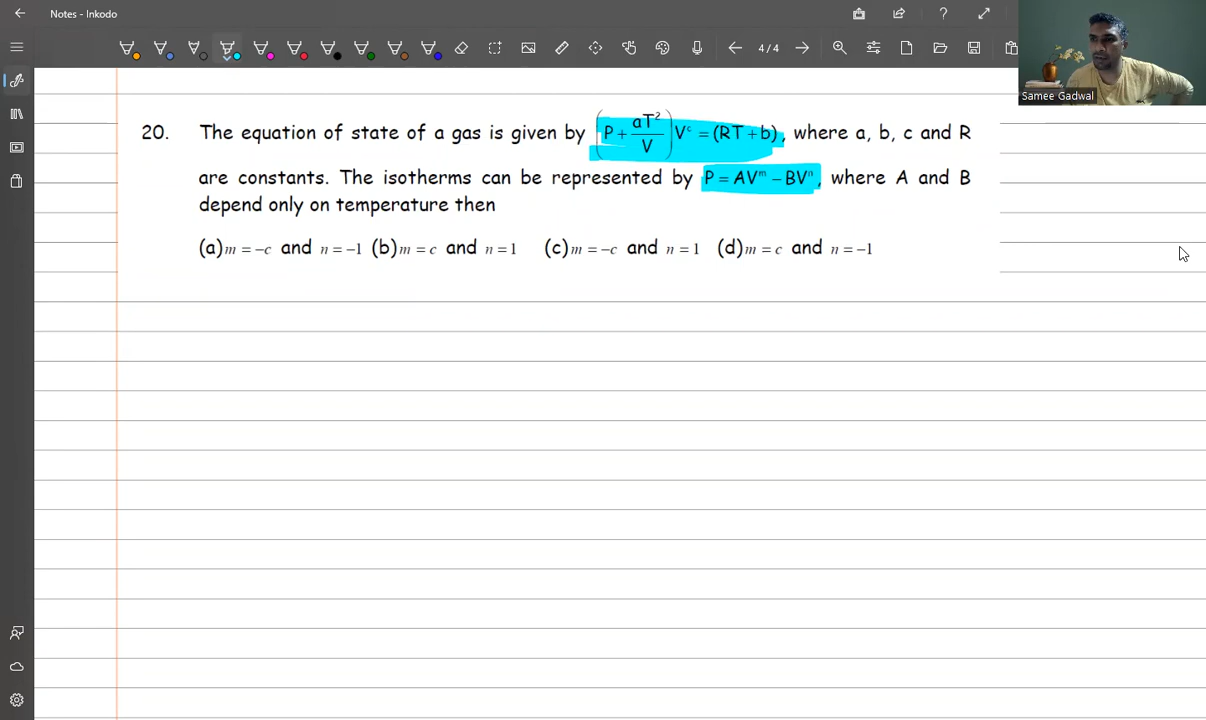 Notes - Inkodo
4 / 4
Samee Gadwal
20. The equation of state of a gas is given by (P + aT²/V)Vᶜ = (RT + b), where a, b, c and R
are constants. The isotherms can be represented by P = AVᵐ − BVⁿ, where A and B
depend only on temperature then
(a) m = −c and n = −1 (b) m = c and n = 1 (c) m = −c and n = 1 (d) m = c and n = −1